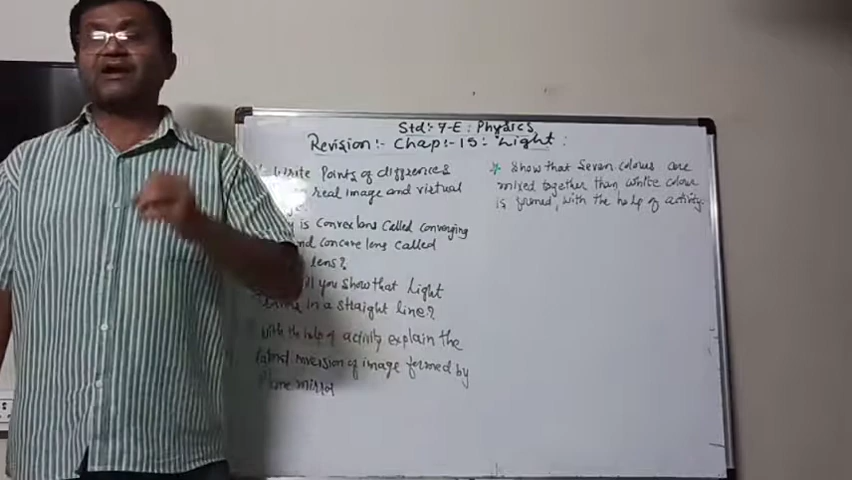 Std:- 7-E : Physics
Revision:- Chap:- 15: Light :
Write Points of differences
real image and virtual
is convex lens called converging
and concave lens called
lens?
you show that light
in a straight line?
with the help of activity explain the
inversion of image formed by
Plane mirror
* Show that Seven colours are
mixed together than white colour
is formed, with the help of activity.